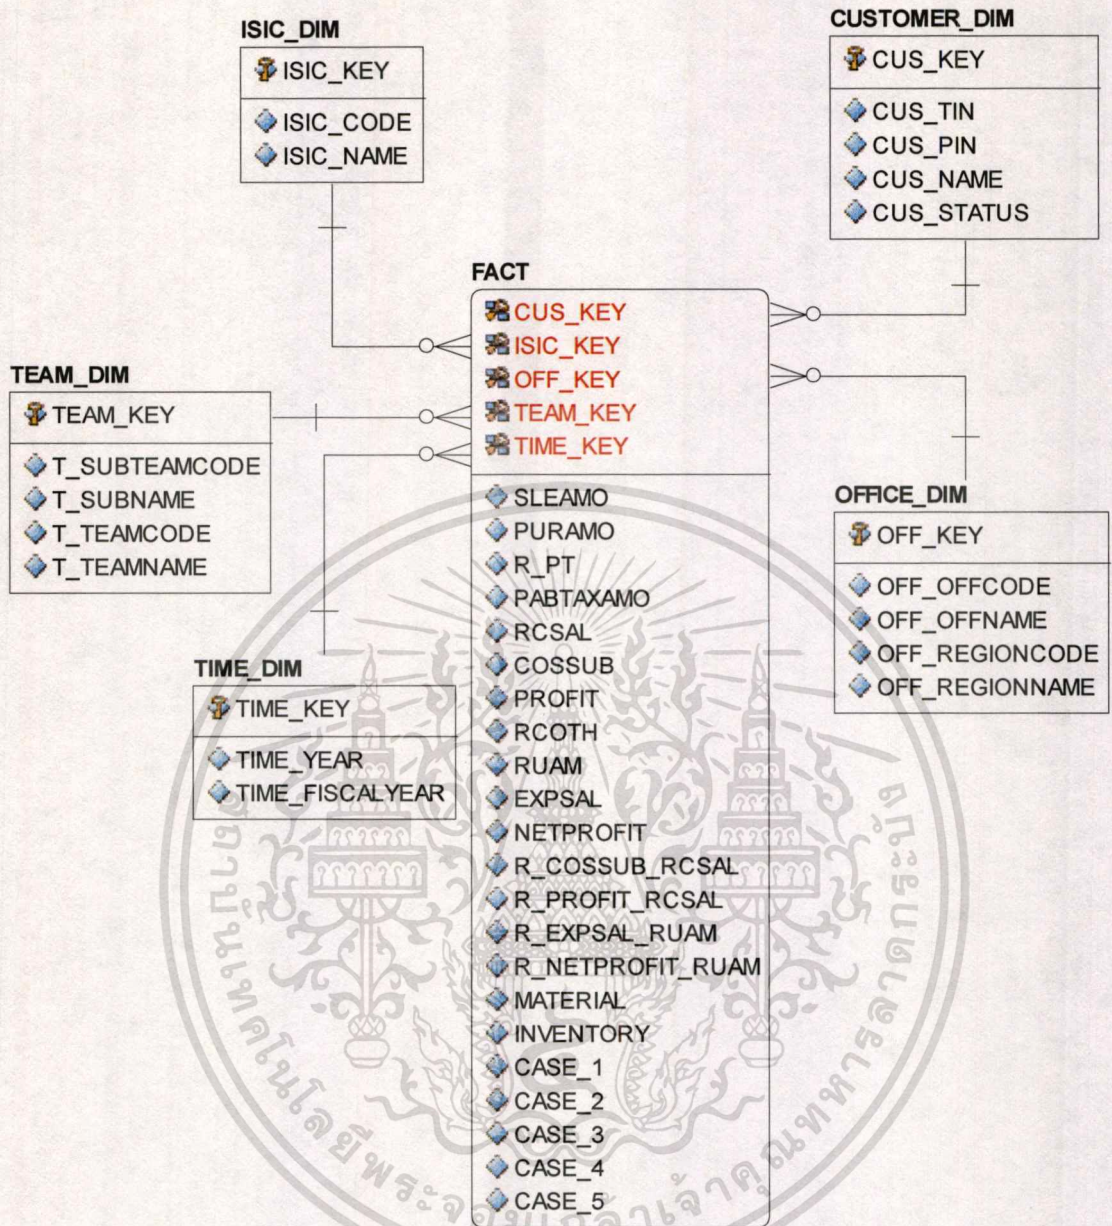 ISIC_DIM
ISIC_KEY
ISIC_CODE
ISIC_NAME
CUSTOMER_DIM
CUS_KEY
CUS_TIN
CUS_PIN
CUS_NAME
CUS_STATUS
FACT
CUS_KEY
ISIC_KEY
OFF_KEY
TEAM_KEY
TIME_KEY
SLEAMO
PURAMO
R_PT
PABTAXAMO
RCSAL
COSSUB
PROFIT
RCOTH
RUAM
EXPSAL
NETPROFIT
R_COSSUB_RCSAL
R_PROFIT_RCSAL
R_EXPSAL_RUAM
R_NETPROFIT_RUAM
MATERIAL
INVENTORY
CASE_1
CASE_2
CASE_3
CASE_4
CASE_5
TEAM_DIM
TEAM_KEY
T_SUBTEAMCODE
T_SUBNAME
T_TEAMCODE
T_TEAMNAME
TIME_DIM
TIME_KEY
TIME_YEAR
TIME_FISCALYEAR
OFFICE_DIM
OFF_KEY
OFF_OFFCODE
OFF_OFFNAME
OFF_REGIONCODE
OFF_REGIONNAME